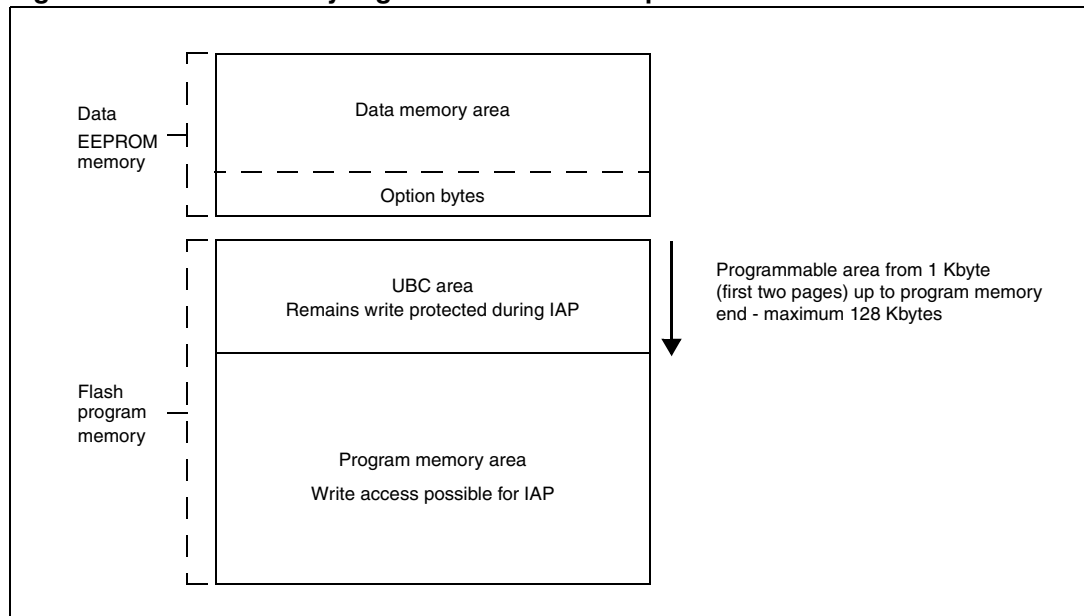 Data memory area
Data
EEPROM
memory
Option bytes
UBC area
Remains write protected during IAP
Programmable area from 1 Kbyte
(first two pages) up to program memory
end - maximum 128 Kbytes
Flash
program
memory
Program memory area
Write access possible for IAP